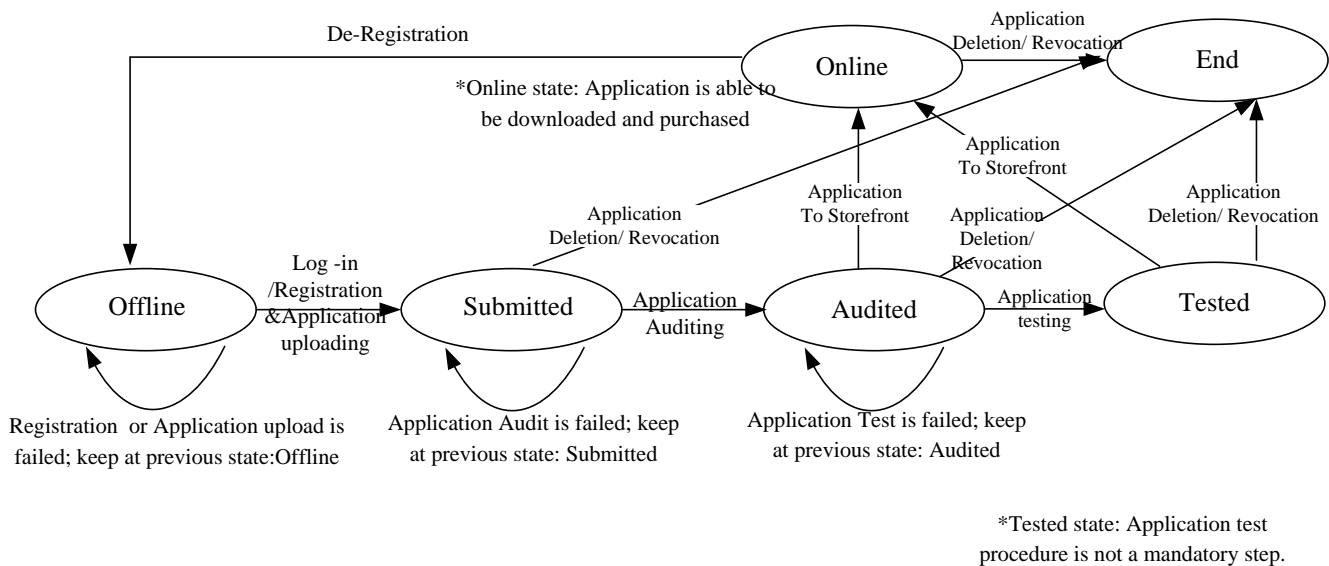 De-Registration
Application
Deletion/ Revocation
Online
End
*Online state: Application is able to
be downloaded and purchased
Application
To Storefront
Application
To Storefront
Application
Deletion/ Revocation
Application
Deletion/
Revocation
Application
Deletion/ Revocation
Log -in
/Registration
&Application
uploading
Offline
Submitted
Application
Auditing
Audited
Application
testing
Tested
Registration or Application upload is
failed; keep at previous state:Offline
Application Audit is failed; keep
at previous state: Submitted
Application Test is failed; keep
at previous state: Audited
*Tested state: Application test
procedure is not a mandatory step.